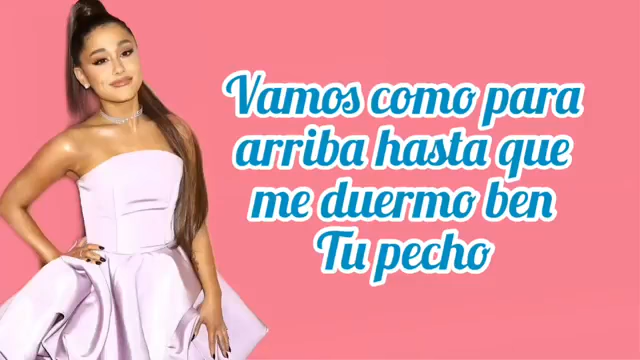 Vamos como para
arriba hasta que
me duermo ben
Tu pecho